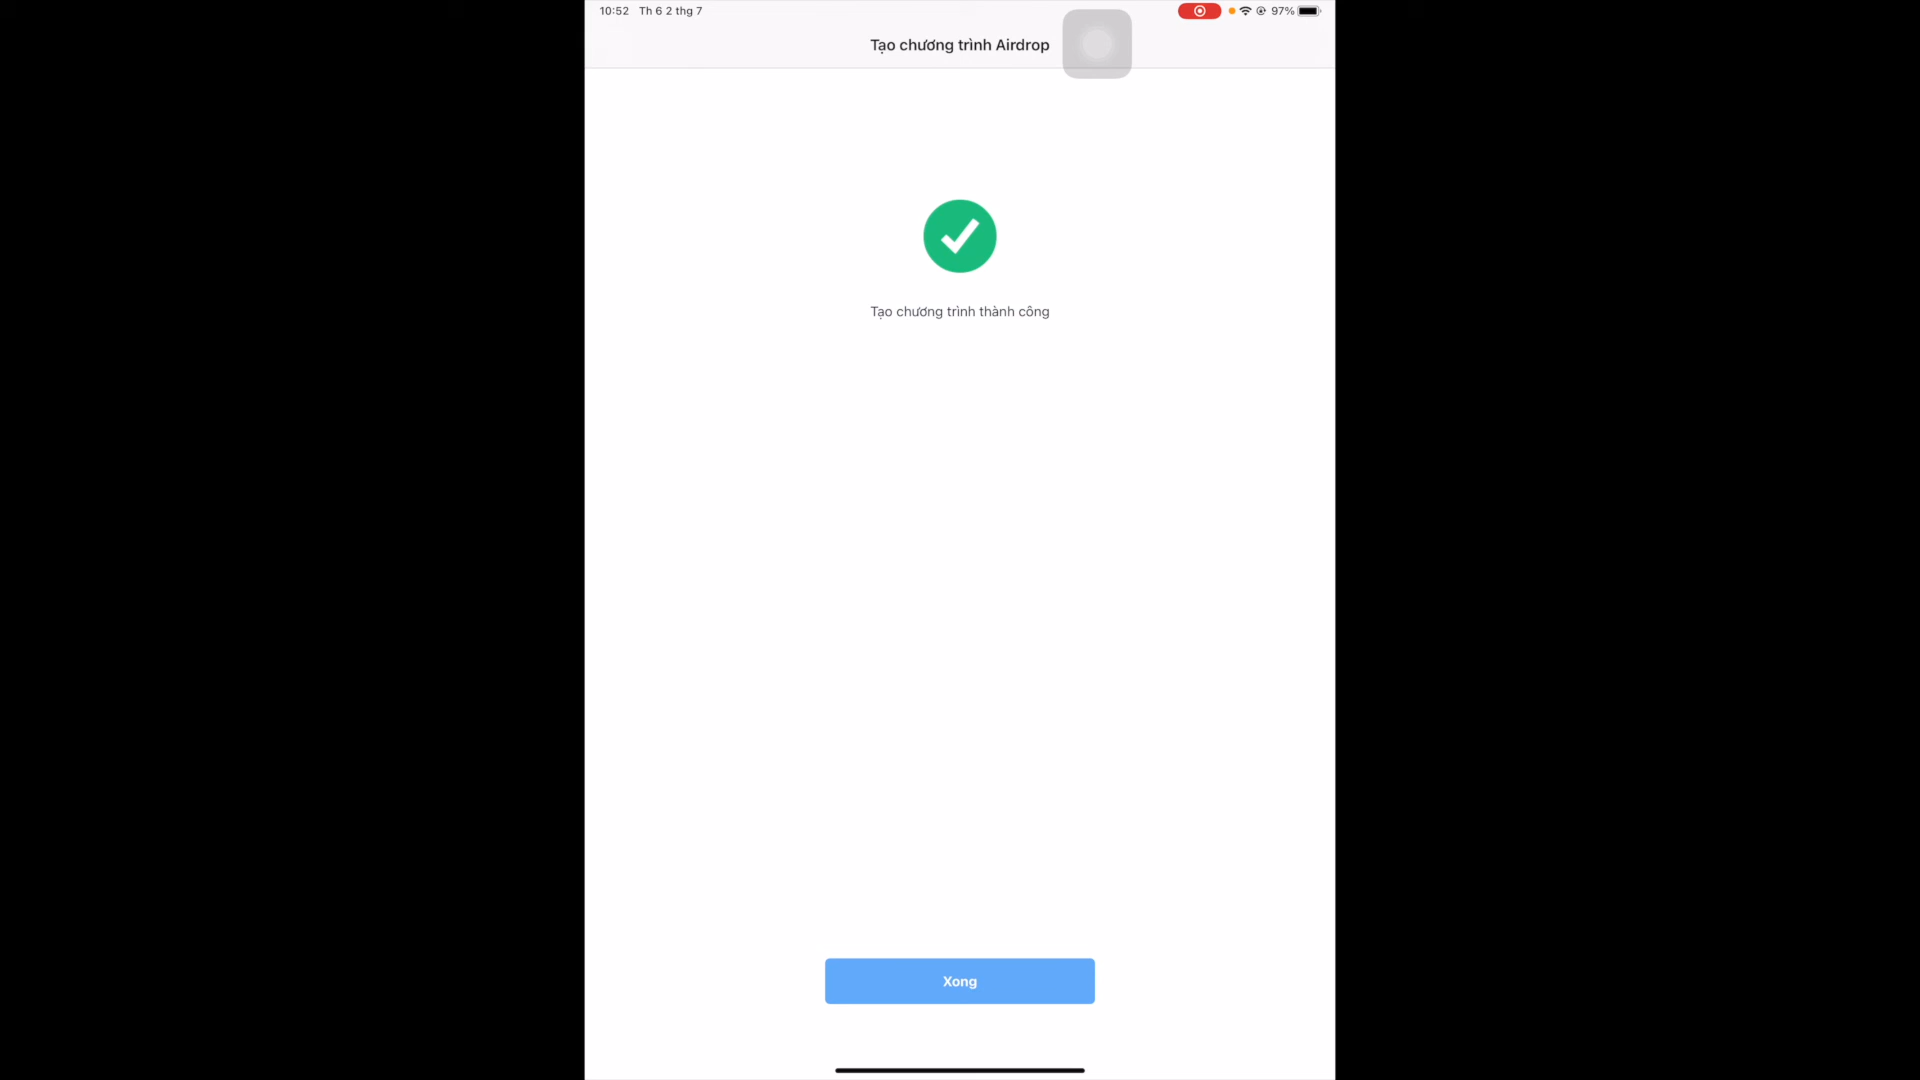 10:52 Th 6 2 thg 7
97%
Tạo chương trình Airdrop
Tạo chương trình thành công
Xong